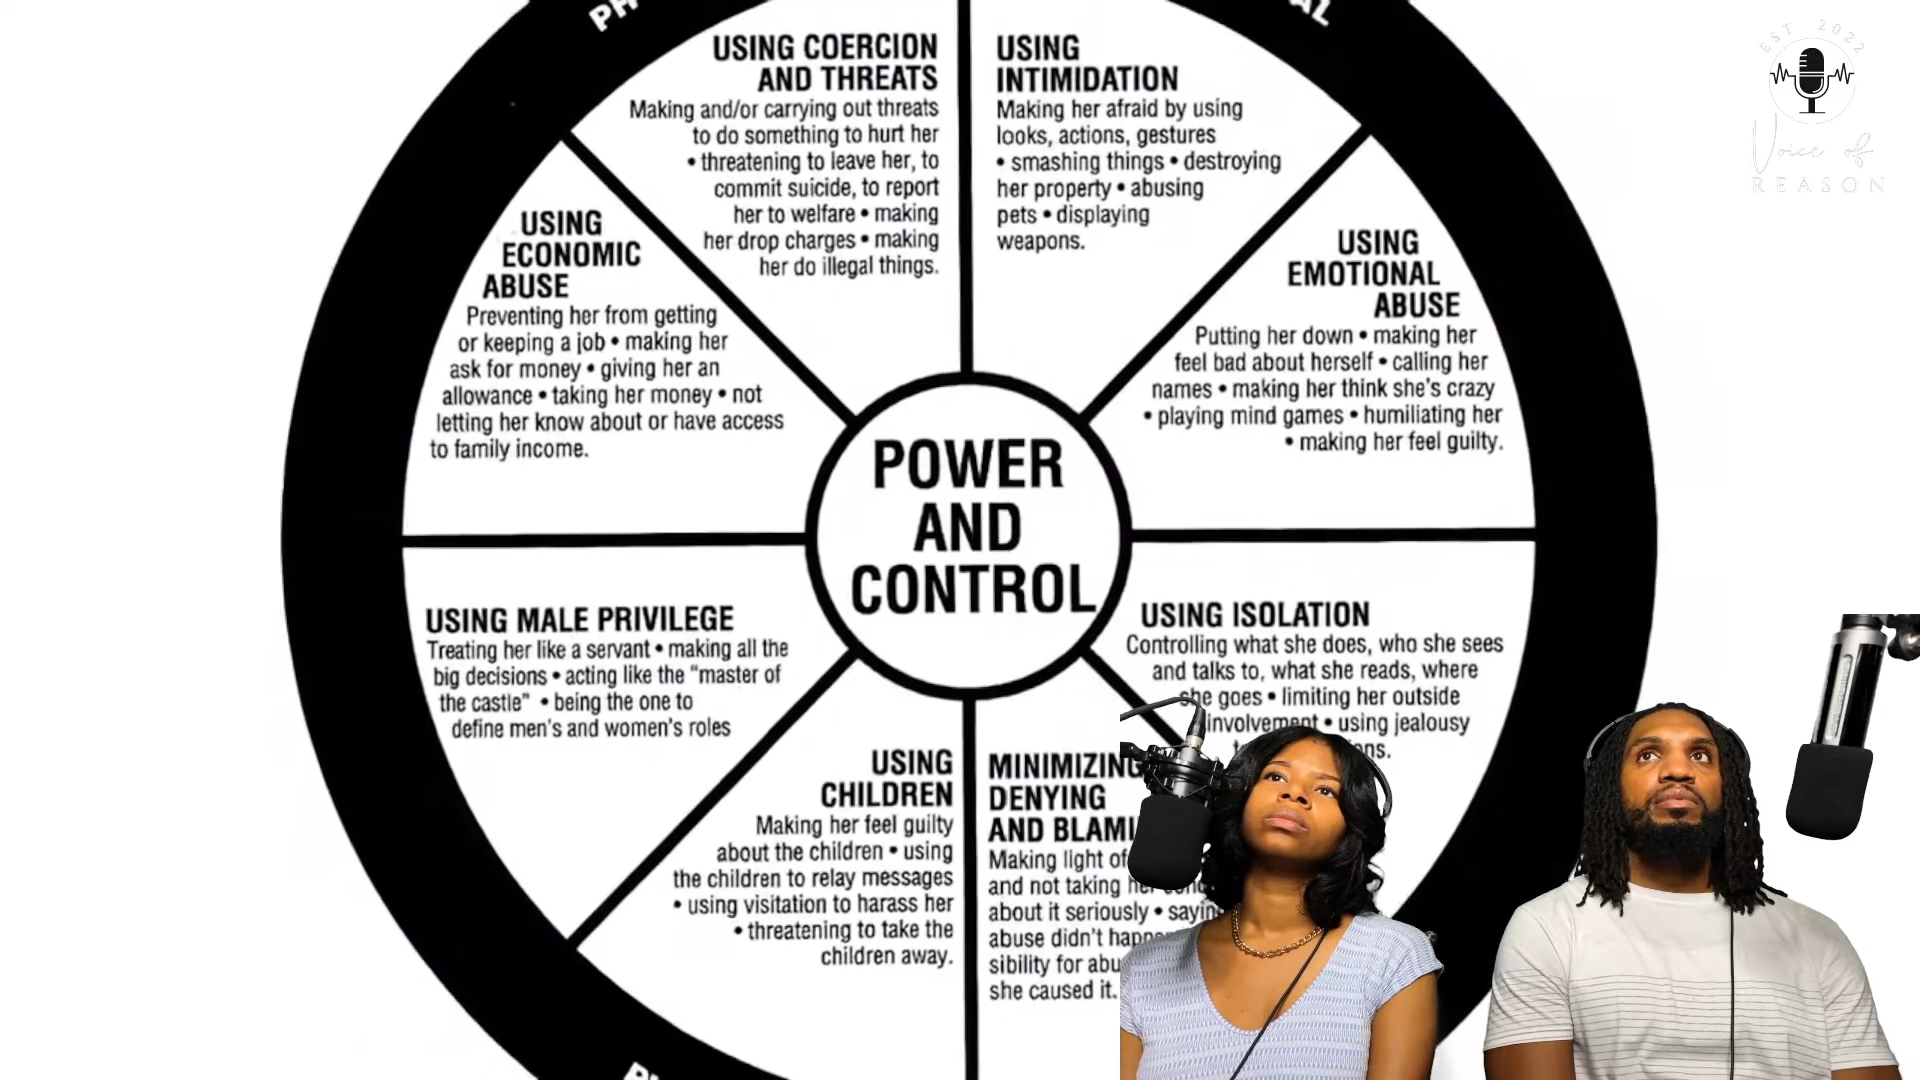 PH
AL
USING COERCION
AND THREATS
Making and/or carrying out threats
to do something to hurt her
• threatening to leave her, to
commit suicide, to report
her to welfare • making
her drop charges • making
her do illegal things.
USING
INTIMIDATION
Making her afraid by using
looks, actions, gestures
• smashing things • destroying
her property • abusing
pets • displaying
weapons.
USING
EMOTIONAL
ABUSE
Putting her down • making her
feel bad about herself • calling her
names • making her think she's crazy
• playing mind games • humiliating her
• making her feel guilty.
USING ISOLATION
Controlling what she does, who she sees
and talks to, what she reads, where
she goes • limiting her outside
involvement • using jealousy
MINIMIZING
DENYING
AND
Making light of
and not taking
about it seriously •
abuse didn't
sibility for
she caused it.
USING
CHILDREN
Making her feel guilty
about the children • using
the children to relay messages
• using visitation to harass her
• threatening to take the
children away.
USING MALE PRIVILEGE
Treating her like a servant • making all the
big decisions • acting like the "master of
the castle" • being the one to
define men's and women's roles
USING
ECONOMIC
ABUSE
Preventing her from getting
or keeping a job • making her
ask for money • giving her an
allowance • taking her money • not
letting her know about or have access
to family income.
POWER
AND
CONTROL
EST 2022
Voice of
REASON